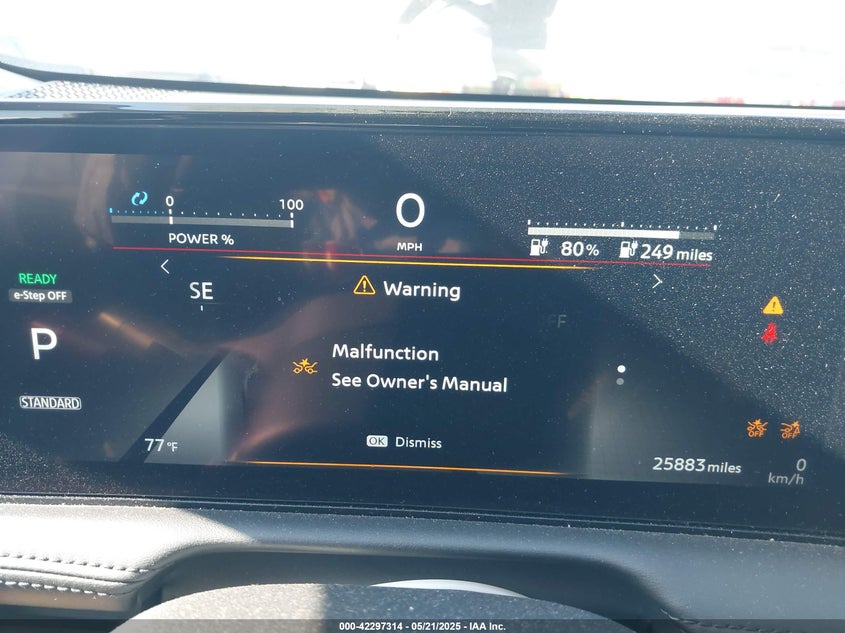 0 100
POWER %
0
MPH
80% 249 miles
READY
e-Step OFF
SE
Warning
P
Malfunction
See Owner's Manual
STANDARD
OFF OFF
77°F
OK Dismiss
25883 miles
0
km/h
000-42297314 - 05/21/2025 - IAA Inc.